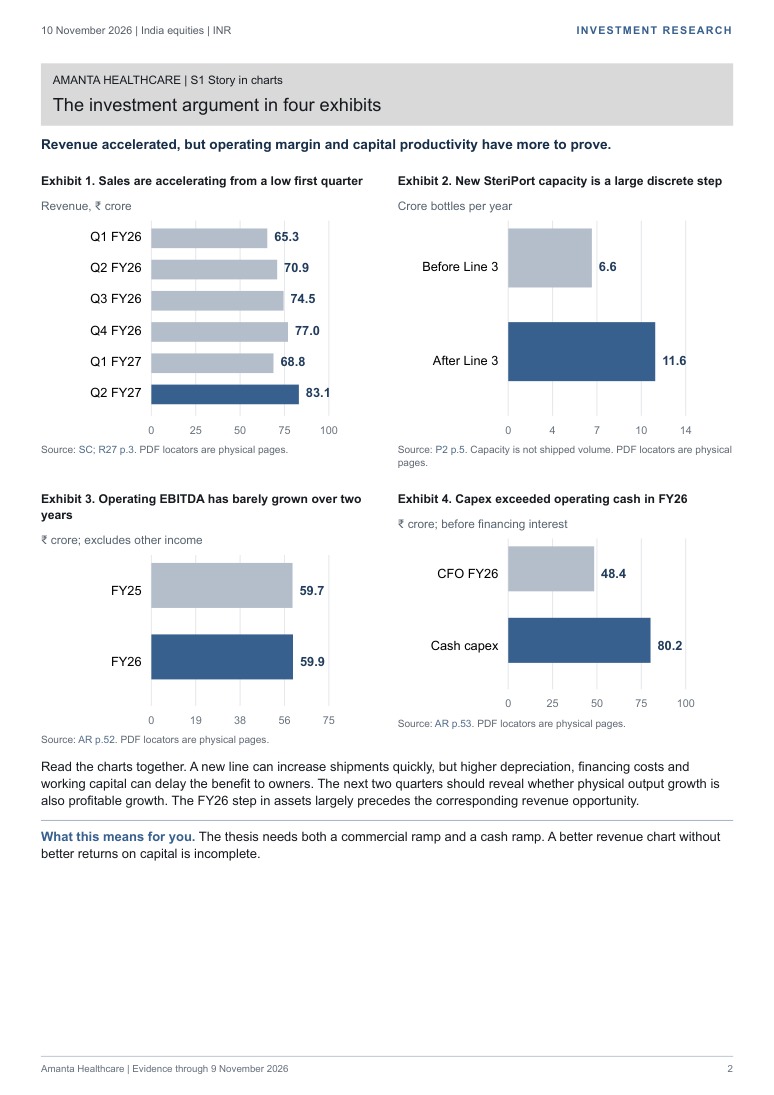 10 November 2026 | India equities | INR
INVESTMENT RESEARCH
AMANTA HEALTHCARE | S1 Story in charts
The investment argument in four exhibits
Revenue accelerated, but operating margin and capital productivity have more to prove.
Exhibit 1. Sales are accelerating from a low first quarter
Revenue, ₹ crore
Q1 FY26 65.3
Q2 FY26 70.9
Q3 FY26 74.5
Q4 FY26 77.0
Q1 FY27 68.8
Q2 FY27 83.1
0 25 50 75 100
Source: SC; R27 p.3. PDF locators are physical pages.
Exhibit 2. New SteriPort capacity is a large discrete step
Crore bottles per year
Before Line 3 6.6
After Line 3 11.6
0 4 7 10 14
Source: P2 p.5. Capacity is not shipped volume. PDF locators are physical
pages.
Exhibit 3. Operating EBITDA has barely grown over two
years
₹ crore; excludes other income
FY25 59.7
FY26 59.9
0 19 38 56 75
Source: AR p.52. PDF locators are physical pages.
Exhibit 4. Capex exceeded operating cash in FY26
₹ crore; before financing interest
CFO FY26 48.4
Cash capex 80.2
0 25 50 75 100
Source: AR p.53. PDF locators are physical pages.
Read the charts together. A new line can increase shipments quickly, but higher depreciation, financing costs and
working capital can delay the benefit to owners. The next two quarters should reveal whether physical output growth is
also profitable growth. The FY26 step in assets largely precedes the corresponding revenue opportunity.
What this means for you. The thesis needs both a commercial ramp and a cash ramp. A better revenue chart without
better returns on capital is incomplete.
Amanta Healthcare | Evidence through 9 November 2026
2